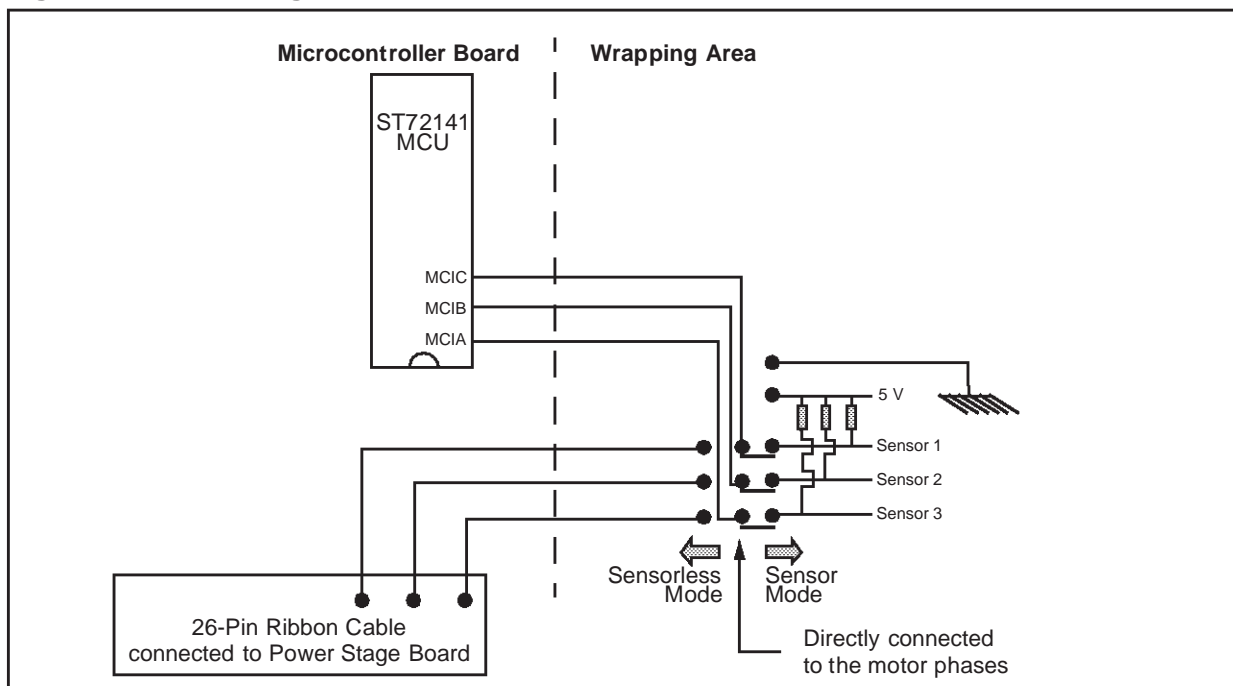 Microcontroller Board
Wrapping Area
ST72141
MCU
MCIC
MCIB
MCIA
5 V
Sensor 1
Sensor 2
Sensor 3
Sensorless
Mode
Sensor
Mode
26-Pin Ribbon Cable
connected to Power Stage Board
Directly connected
to the motor phases